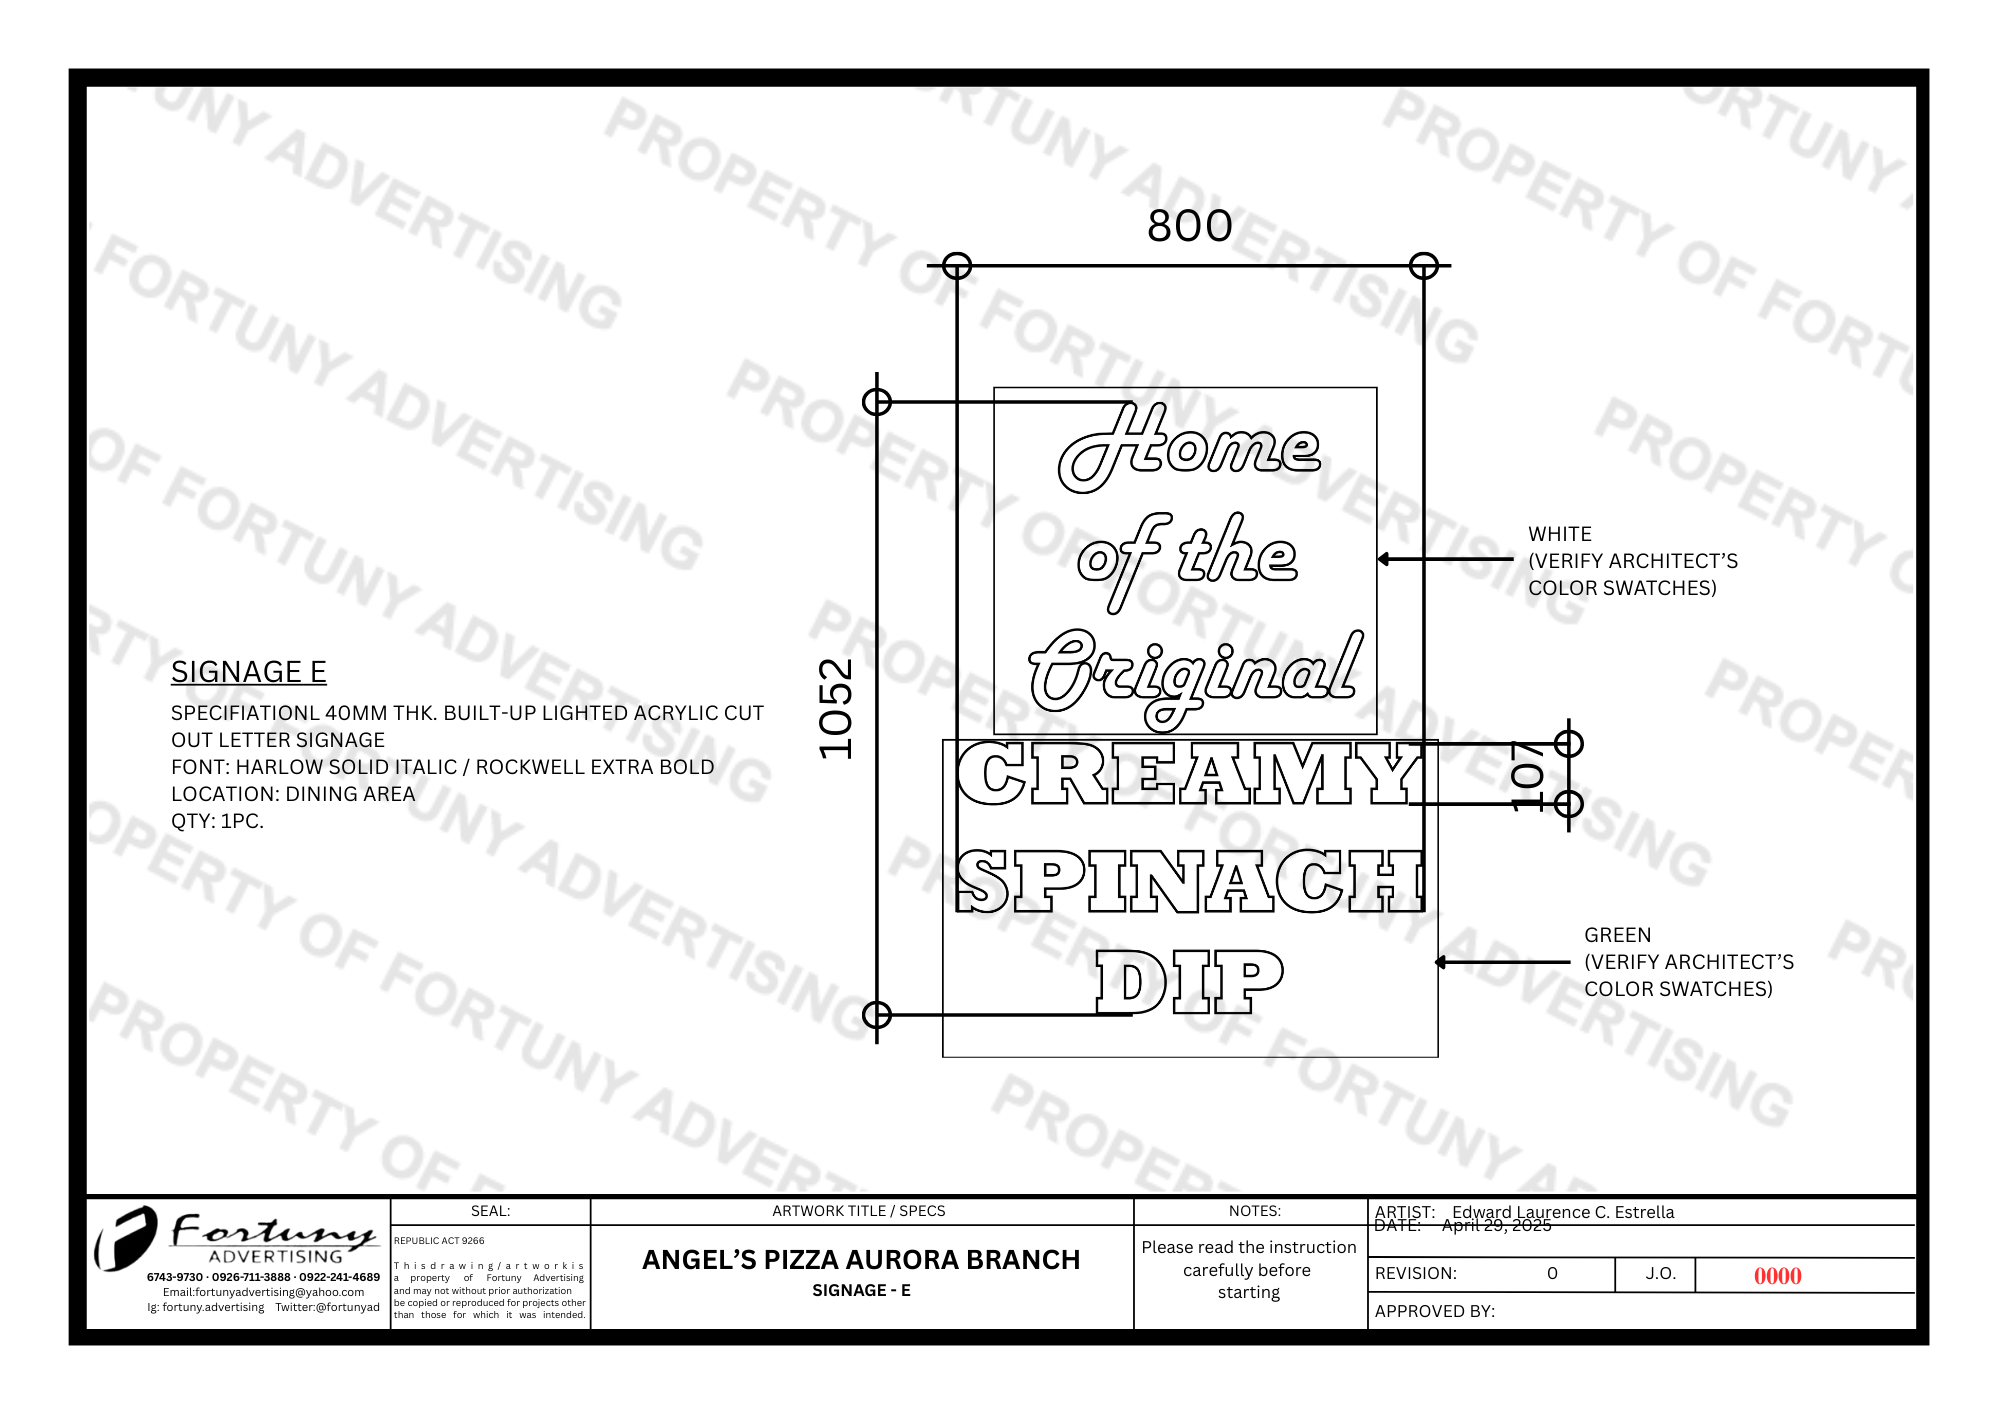 800
Home
of the
Original
CREAMY
SPINACH
DIP
1052
107
WHITE
(VERIFY ARCHITECT’S
COLOR SWATCHES)
GREEN
(VERIFY ARCHITECT’S
COLOR SWATCHES)
SIGNAGE E
SPECIFIATIONL 40MM THK. BUILT-UP LIGHTED ACRYLIC CUT
OUT LETTER SIGNAGE
FONT: HARLOW SOLID ITALIC / ROCKWELL EXTRA BOLD
LOCATION: DINING AREA
QTY: 1PC.
PROPERTY OF FORTUNY ADVERTISING
Fortuny
ADVERTISING
6743-9730 · 0926-711-3888 · 0922-241-4689
Email:fortunyadvertising@yahoo.com
Ig: fortuny.advertising Twitter:@fortunyad
SEAL:
REPUBLIC ACT 9266
This drawing/artwork is
a property of Fortuny Advertising
and may not without prior authorization
be copied or reproduced for projects other
than those for which it was intended.
ARTWORK TITLE / SPECS
ANGEL’S PIZZA AURORA BRANCH
SIGNAGE - E
NOTES:
Please read the instruction
carefully before
starting
ARTIST: Edward Laurence C. Estrella
DATE: April 29, 2025
REVISION: 0 J.O. 0000
APPROVED BY: